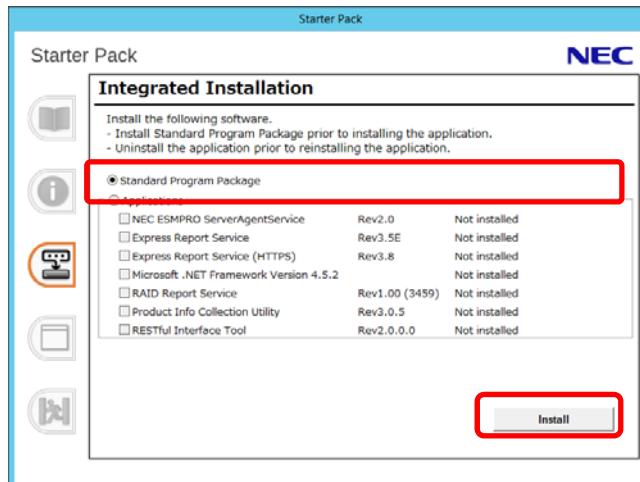 Starter Pack
Starter Pack
NEC
Integrated Installation
Install the following software.
- Install Standard Program Package prior to installing the application.
- Uninstall the application prior to reinstalling the application.
Standard Program Package
Applications
NEC ESMPRO ServerAgentService Rev2.0 Not installed
Express Report Service Rev3.5E Not installed
Express Report Service (HTTPS) Rev3.8 Not installed
Microsoft .NET Framework Version 4.5.2 Not installed
RAID Report Service Rev1.00 (3459) Not installed
Product Info Collection Utility Rev3.0.5 Not installed
RESTful Interface Tool Rev2.0.0.0 Not installed
Install